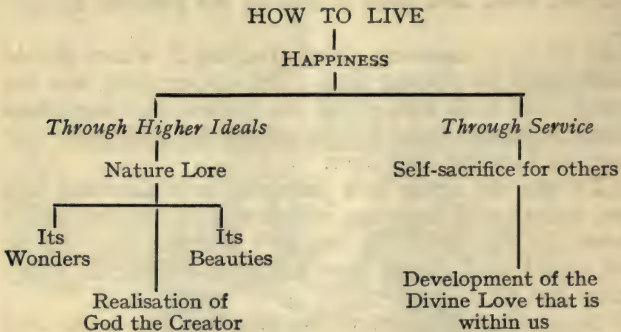 HOW TO LIVE
HAPPINESS
Through Higher Ideals
Through Service
Nature Lore
Self-sacrifice for others
Its
Wonders
Its
Beauties
Realisation of
God the Creator
Development of the
Divine Love that is
within us